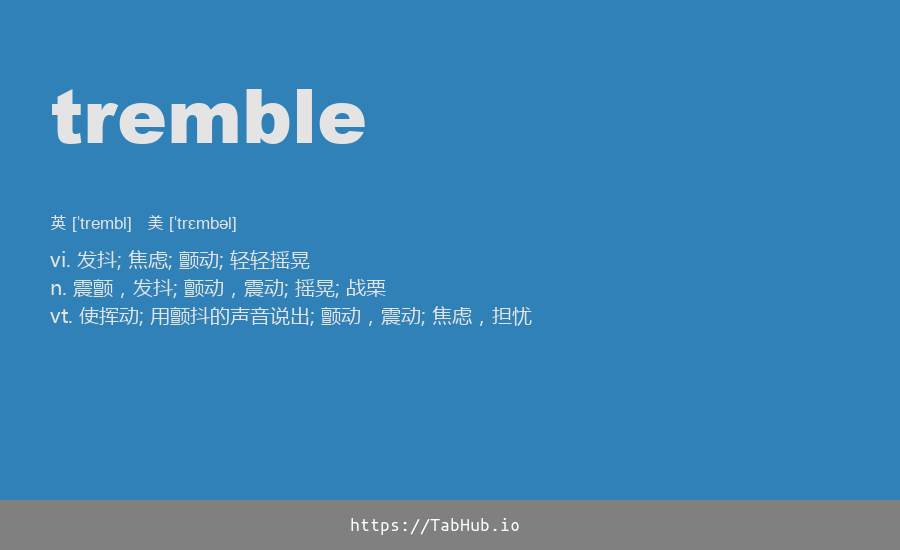 tremble
英 [ˈtrembl] 美 [ˈtrɛmbəl]
vi. 发抖; 焦虑; 颤动; 轻轻摇晃
n. 震颤，发抖; 颤动，震动; 摇晃; 战栗
vt. 使挥动; 用颤抖的声音说出; 颤动，震动; 焦虑，担忧
https://TabHub.io